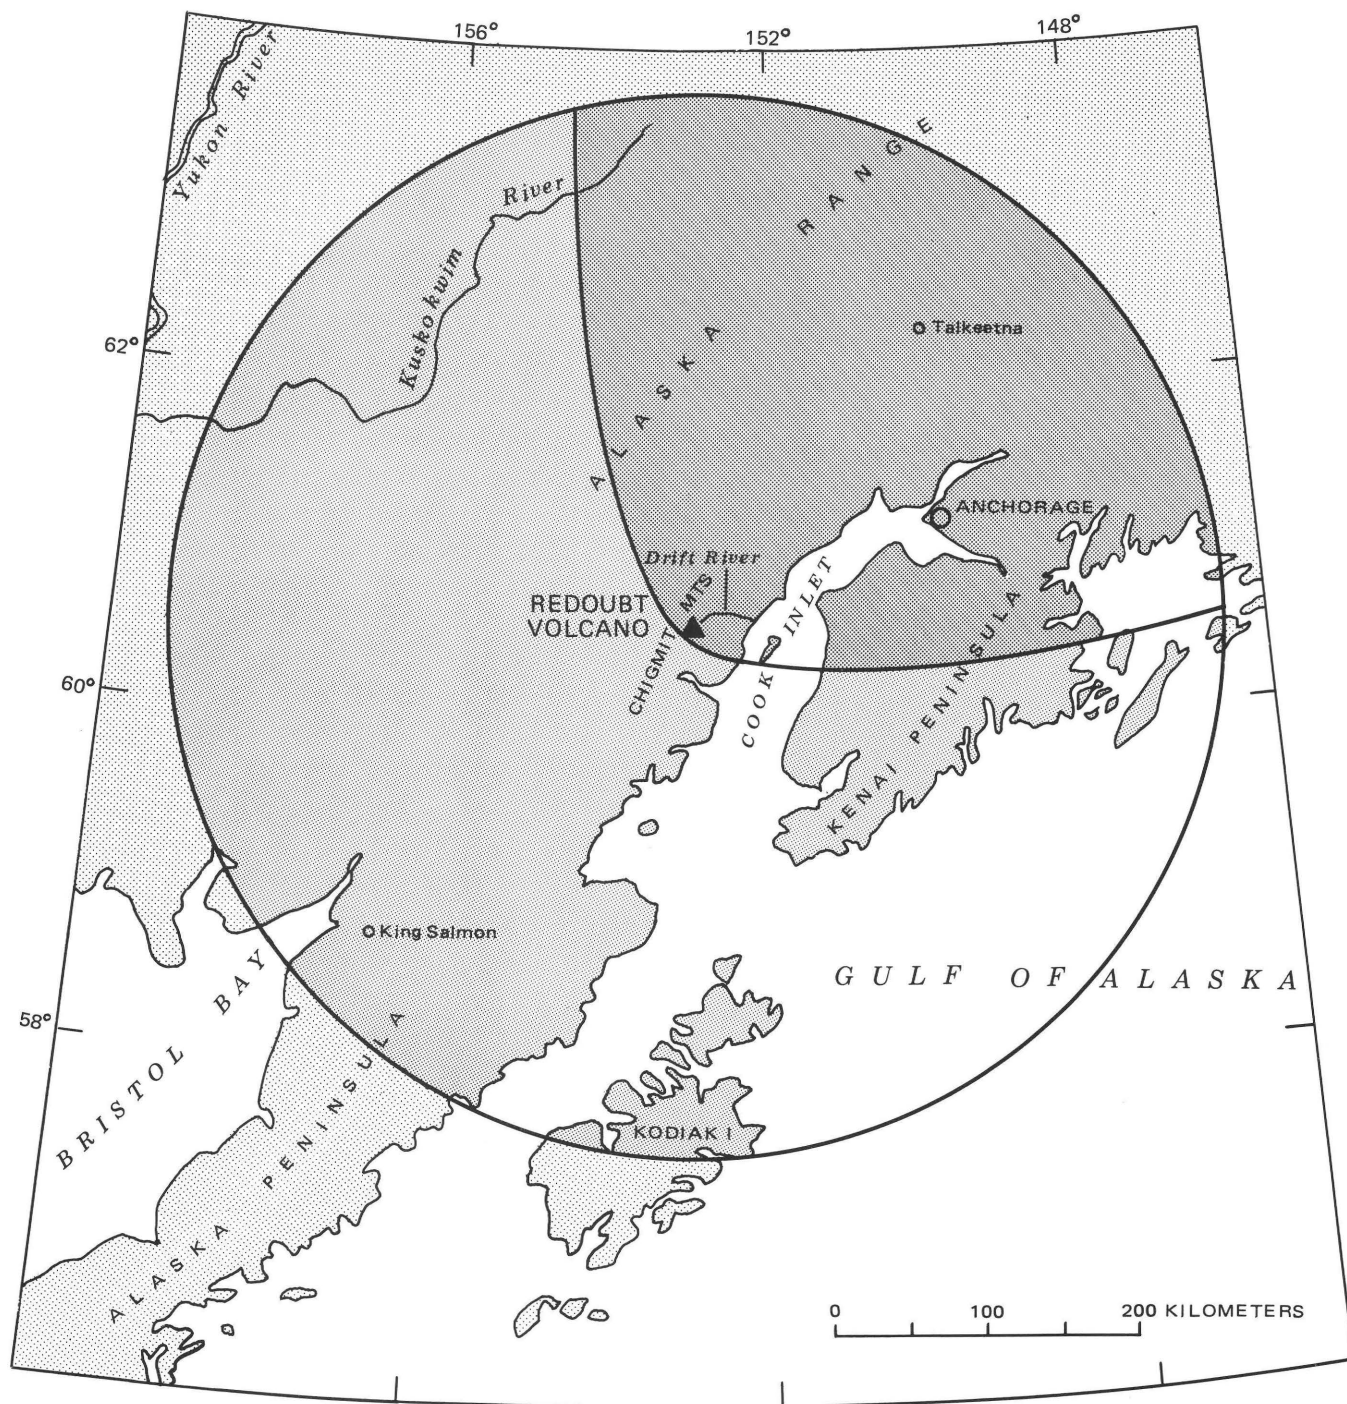 156°
152°
148°
Yukon River
Kuskokwim River
ALASKA RANGE
Talkeetna
62°
ANCHORAGE
Drift River
REDOUBT
VOLCANO
CHIGMIT MTS
COOK INLET
KENAI PENINSULA
60°
King Salmon
BRISTOL BAY
GULF OF ALASKA
58°
ALASKA PENINSULA
KODIAK I
0 100 200 KILOMETERS